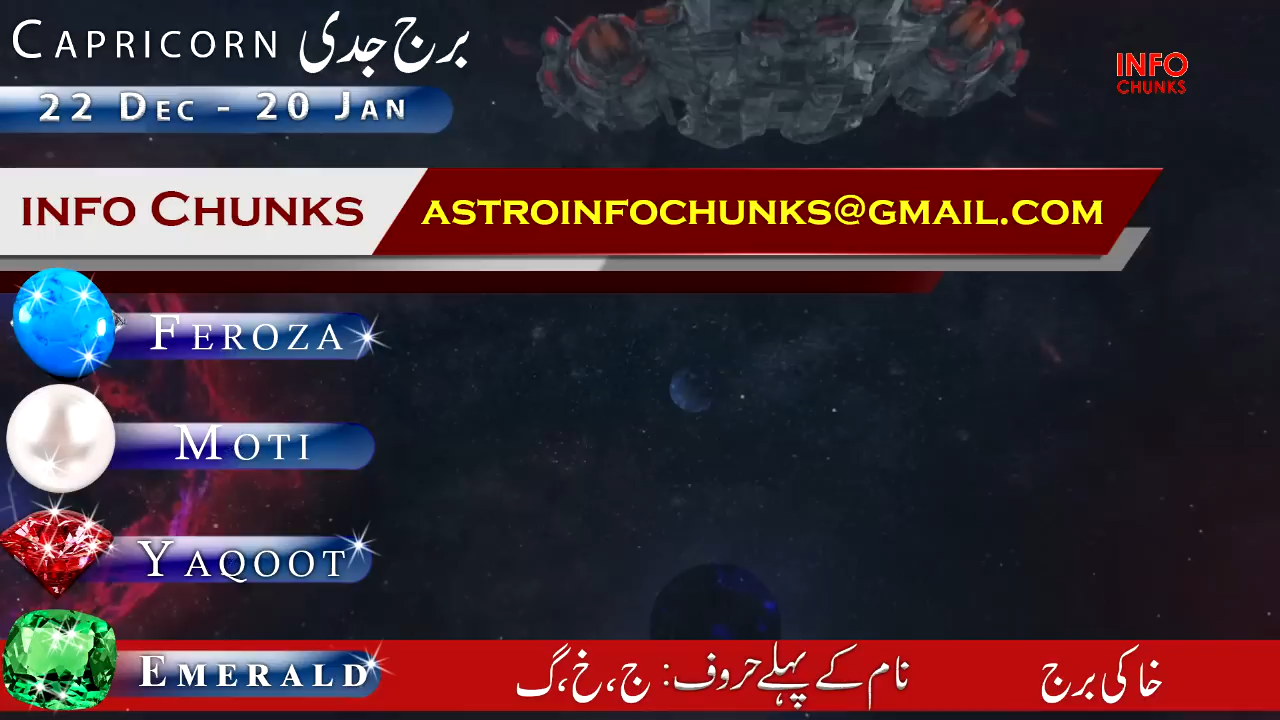 CAPRICORN برج جدی
22 DEC - 20 JAN
INFO
CHUNKS
INFO CHUNKS ASTROINFOCHUNKS@GMAIL.COM
FEROZA
MOTI
YAQOOT
EMERALD
خاکی برج نام کے پہلے حروف: ج، خ، گ